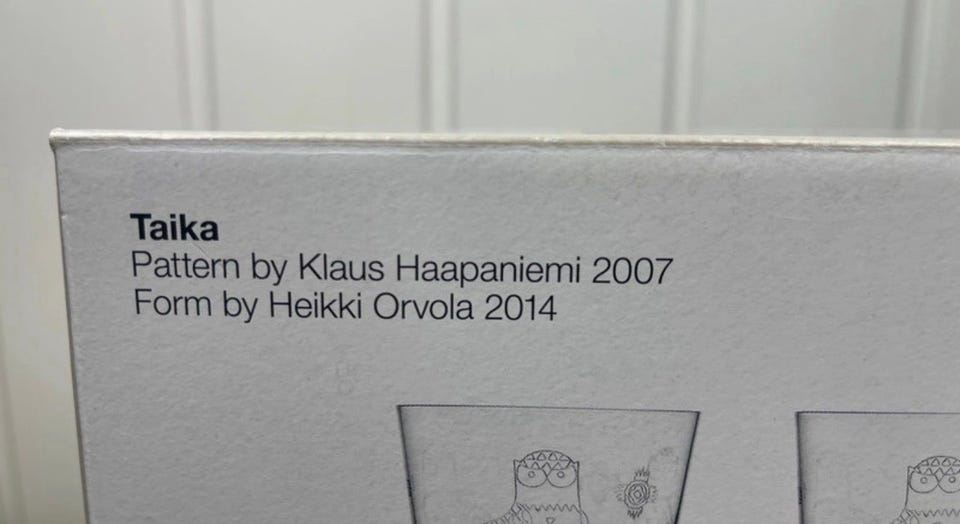 Taika
Pattern by Klaus Haapaniemi 2007
Form by Heikki Orvola 2014